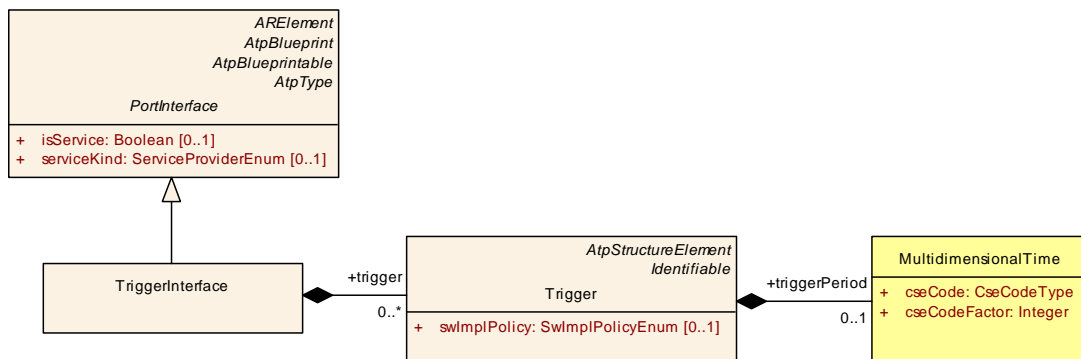 ARElement
AtpBlueprint
AtpBlueprintable
AtpType
PortInterface
+ isService: Boolean [0..1]
+ serviceKind: ServiceProviderEnum [0..1]
TriggerInterface
+trigger
0..*
AtpStructureElement
Identifiable
Trigger
+ swImplPolicy: SwImplPolicyEnum [0..1]
+triggerPeriod
0..1
MultidimensionalTime
+ cseCode: CseCodeType
+ cseCodeFactor: Integer